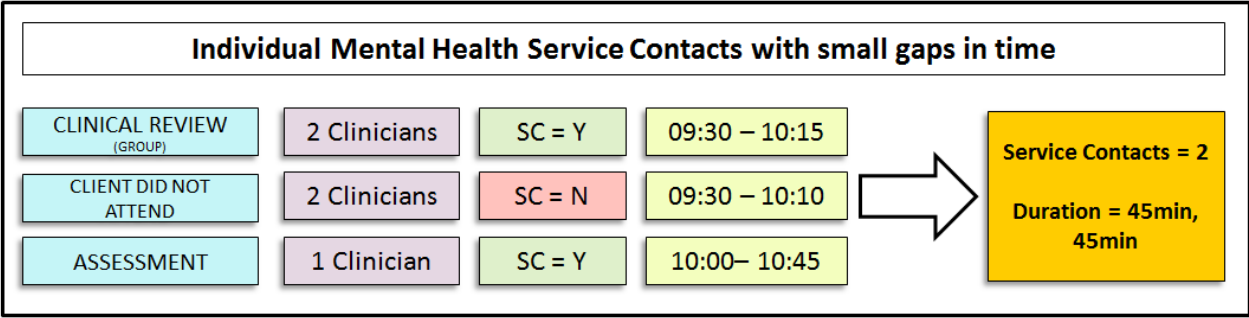 Individual Mental Health Service Contacts with small gaps in time
CLINICAL REVIEW
(GROUP)
2 Clinicians
SC = Y
09:30 – 10:15
CLIENT DID NOT
ATTEND
2 Clinicians
SC = N
09:30 – 10:10
ASSESSMENT
1 Clinician
SC = Y
10:00– 10:45
Service Contacts = 2
Duration = 45min,
45min